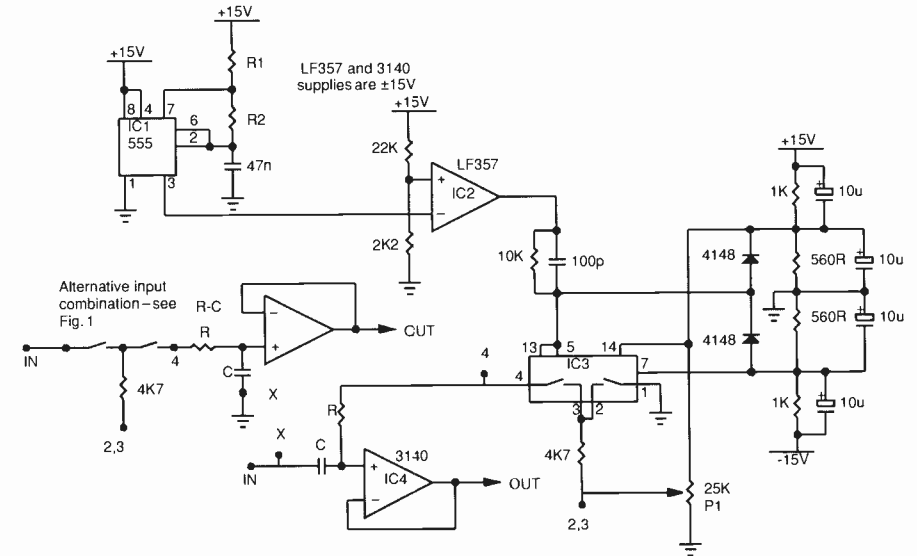 +15V
+15V
R1
LF357 and 3140
supplies are ±15V
8 4 7
+15V
IC1
555
6
2
R2
47n
1 3
22K
LF357
+
IC2
−
2K2
+15V
1K
+
10u
10K
100p
4148
560R
+
10u
560R
+
10u
4148
Alternative input
combination – see
Fig. 1
R-C
R
−
+
OUT
IN
4
C
X
4K7
2,3
13 5 14
IC3
4
4
7
1
3 2
1K
+
10u
-15V
R
X
C
IN
+
3140
IC4
−
OUT
4K7
2,3
25K
P1